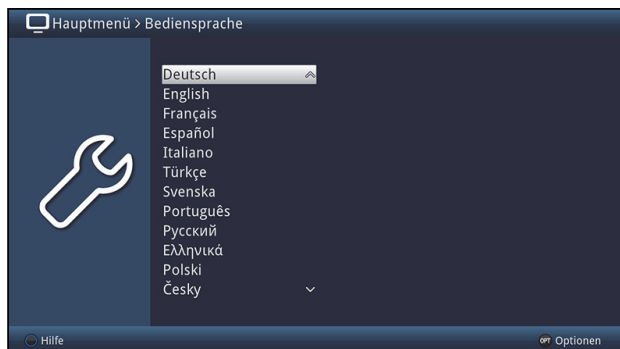 Hauptmenü > Bediensprache
Deutsch
English
Français
Español
Italiano
Türkçe
Svenska
Português
Русский
Ελληνικά
Polski
Česky
Hilfe
OPT Optionen